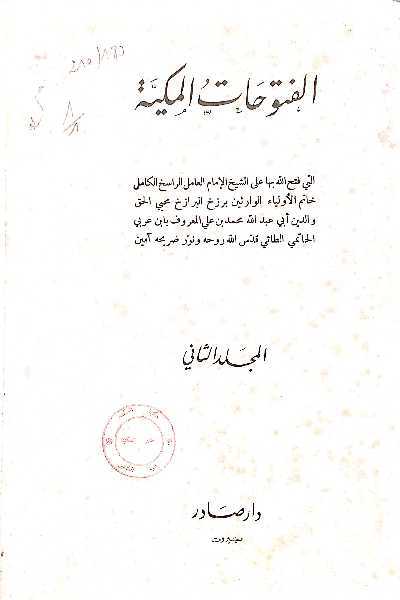 الفتوحات المكية
التي فتح الله بها على الشيخ الإمام العامل الراسخ الكامل
خاتم الأولياء الوارثين برزخ البرازخ محيي الحق
والدين أبي عبد الله محمد بن علي المعروف بابن عربي
الحاتمي الطائي قدس الله روحه ونور ضريحه آمين
المجلد الثاني
دار صادر
بيروت